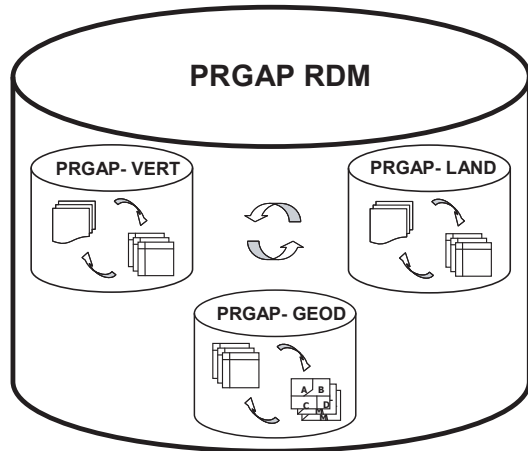 PRGAP RDM
PRGAP- VERT
PRGAP- LAND
PRGAP- GEOD
A B
C D
M
M